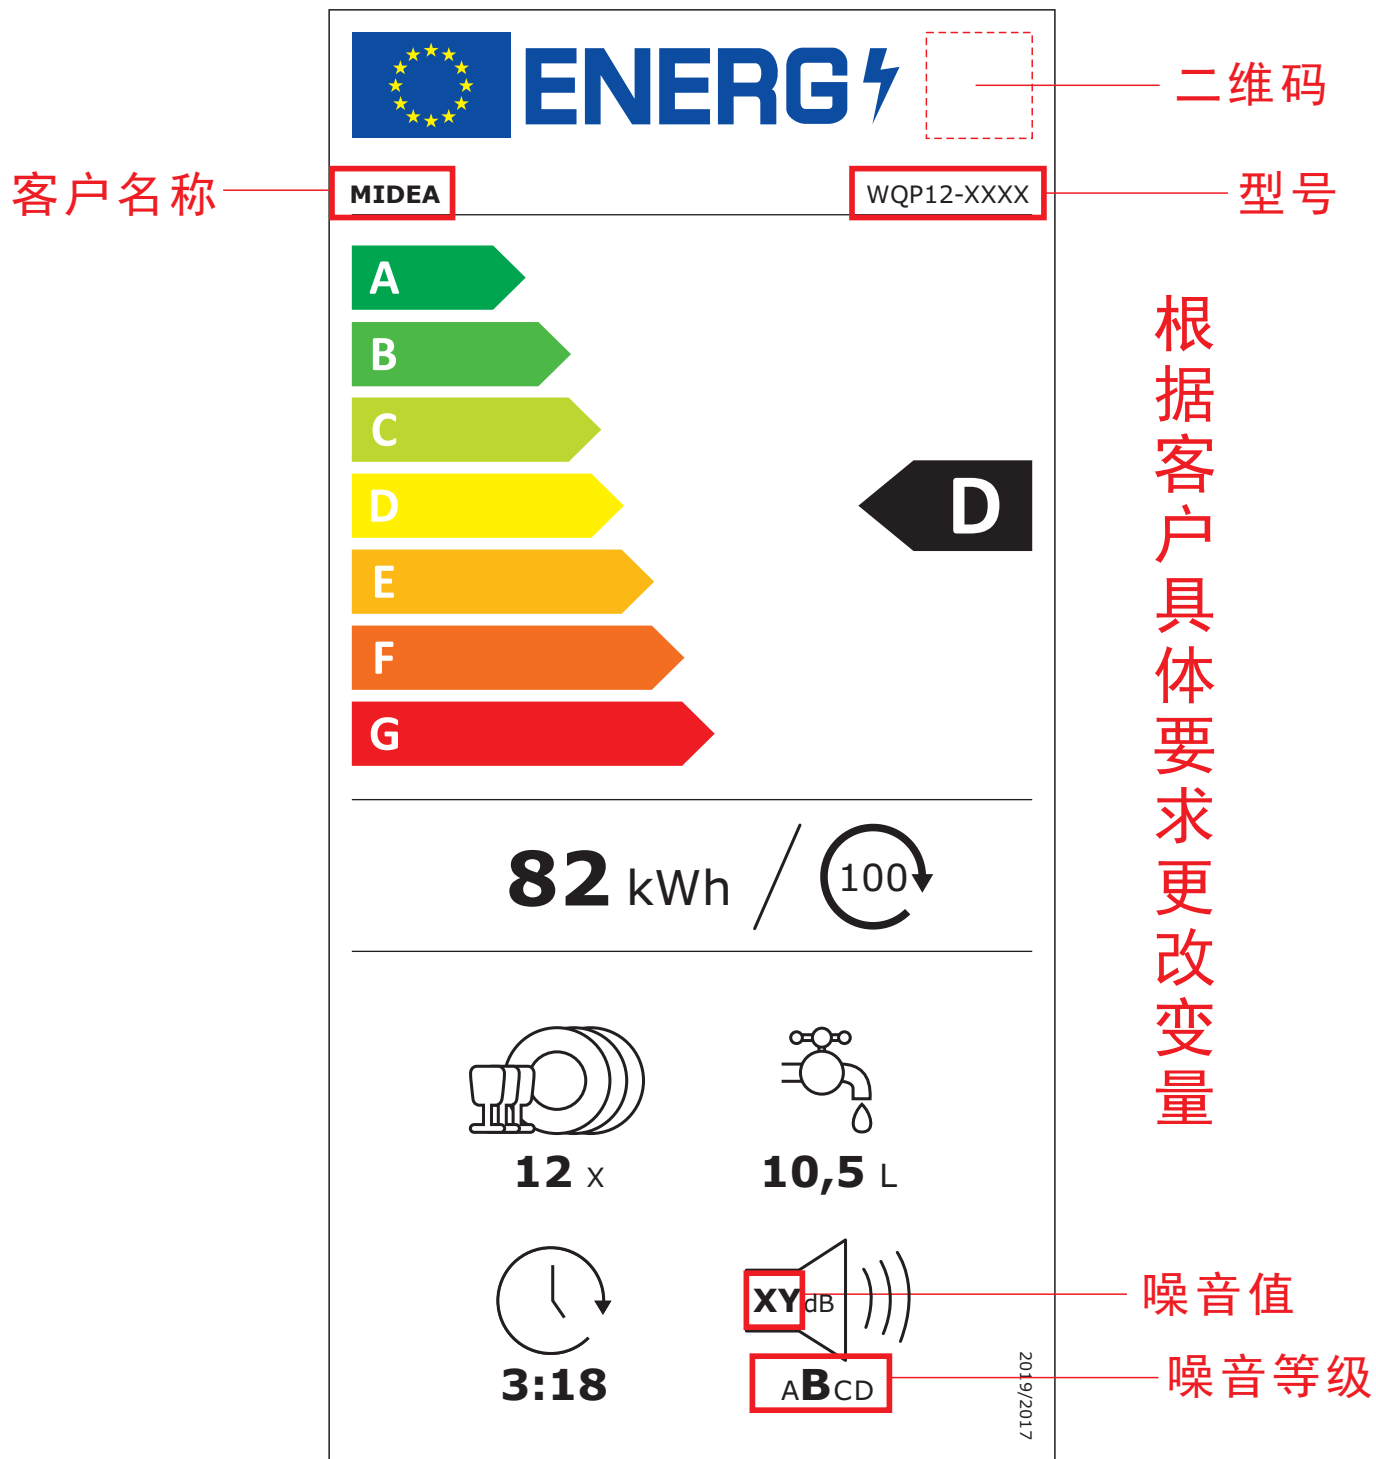 ENERG
二维码
客户名称
MIDEA
WQP12-XXXX
型号
A
B
C
D
E
F
G
D
根据客户具体要求更改变量
82 kWh / 100
12 x
10,5 L
3:18
XY dB
噪音值
ABCD
噪音等级
2019/2017